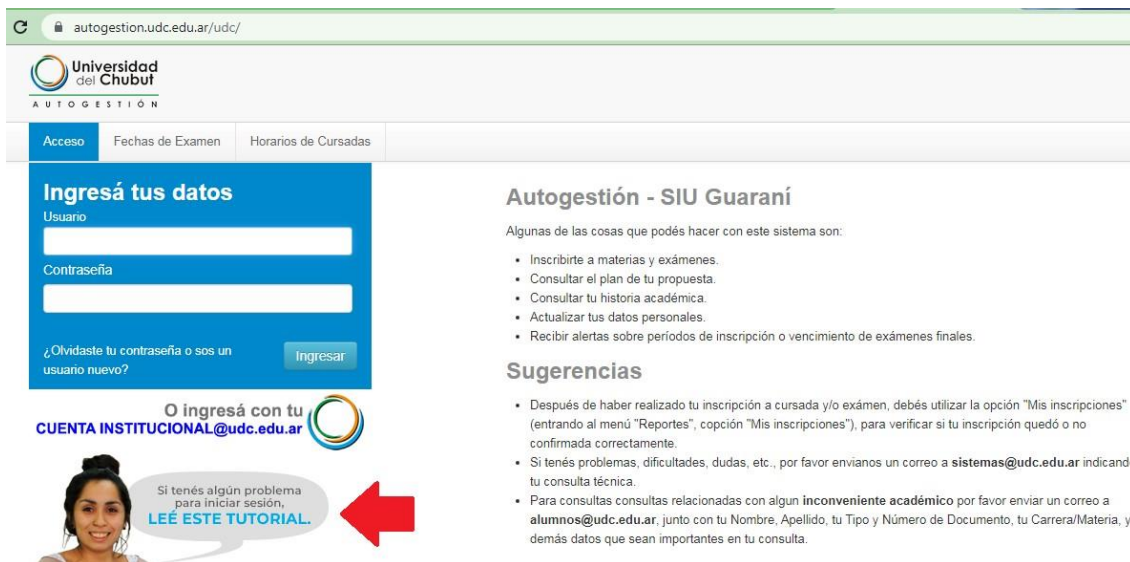 autogestion.udc.edu.ar/udc/
Universidad
del Chubut
AUTOGESTIÓN
Acceso
Fechas de Examen
Horarios de Cursadas
Ingresá tus datos
Usuario
Contraseña
¿Olvidaste tu contraseña o sos un
usuario nuevo?
Ingresar
O ingresá con tu
CUENTA INSTITUCIONAL@udc.edu.ar
Si tenés algún problema
para iniciar sesión,
LEÉ ESTE TUTORIAL.
Autogestión - SIU Guaraní
Algunas de las cosas que podés hacer con este sistema son:
• Inscribirte a materias y exámenes.
• Consultar el plan de tu propuesta.
• Consultar tu historia académica.
• Actualizar tus datos personales.
• Recibir alertas sobre períodos de inscripción o vencimiento de exámenes finales.
Sugerencias
• Después de haber realizado tu inscripción a cursada y/o exámen, debés utilizar la opción "Mis inscripciones"
(entrando al menú "Reportes", copción "Mis inscripciones"), para verificar si tu inscripción quedó o no
confirmada correctamente.
• Si tenés problemas, dificultades, dudas, etc., por favor envianos un correo a sistemas@udc.edu.ar indicand
tu consulta técnica.
• Para consultas consultas relacionadas con algun inconveniente académico por favor enviar un correo a
alumnos@udc.edu.ar, junto con tu Nombre, Apellido, tu Tipo y Número de Documento, tu Carrera/Materia, y
demás datos que sean importantes en tu consulta.